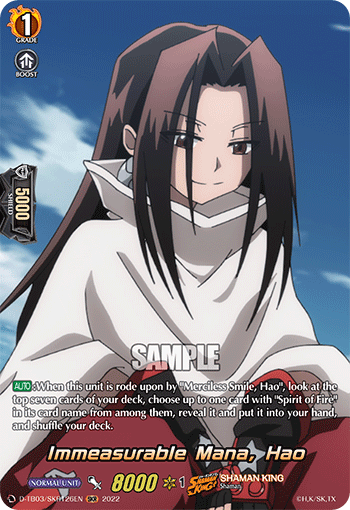 1
GRADE
BOOST
5000
SHIELD
SAMPLE
AUTO:When this unit is rode upon by "Merciless Smile, Hao", look at the
top seven cards of your deck, choose up to one card with "Spirit of Fire"
in its card name from among them, reveal it and put it into your hand,
and shuffle your deck.
Immeasurable Mana, Hao
NORMAL UNIT
8000
1
SHAMAN KING
SHAMAN KING
Shaman
2022
©H.K/SK.TX